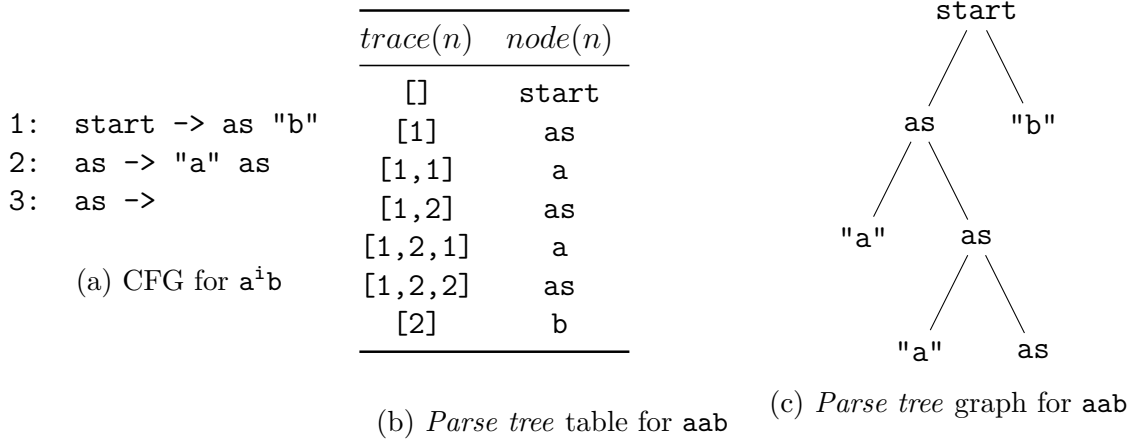 1: start -> as "b"
2: as -> "a" as
3: as ->
(a) CFG for aⁱb
trace(n) node(n)
[] start
[1] as
[1,1] a
[1,2] as
[1,2,1] a
[1,2,2] as
[2] b
(b) Parse tree table for aab
start
as "b"
"a" as
"a" as
(c) Parse tree graph for aab